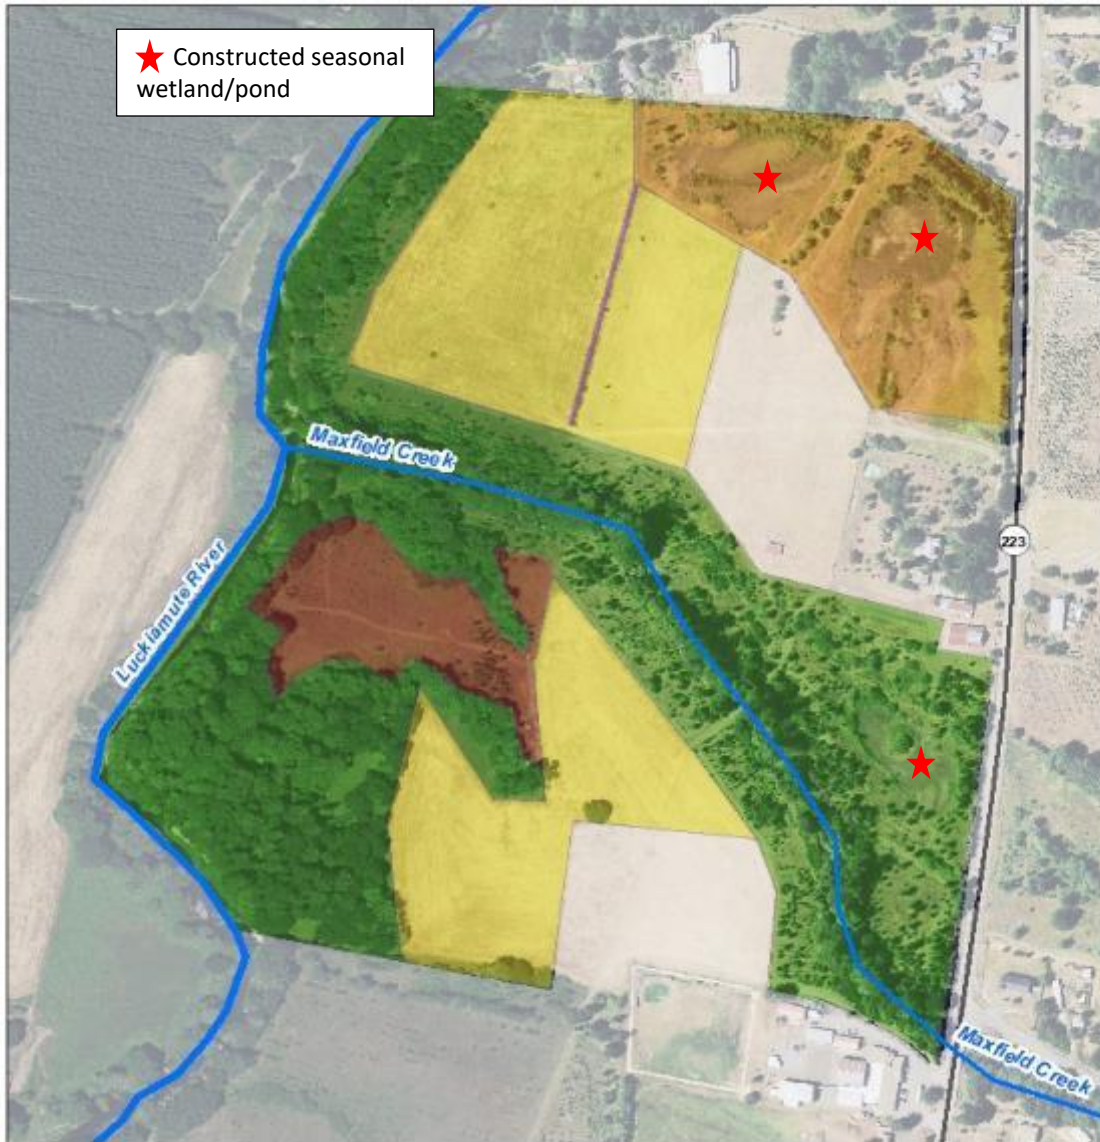 Constructed seasonal
wetland/pond
Maxfield Creek
223
Luckiamute River
Maxfield Creek